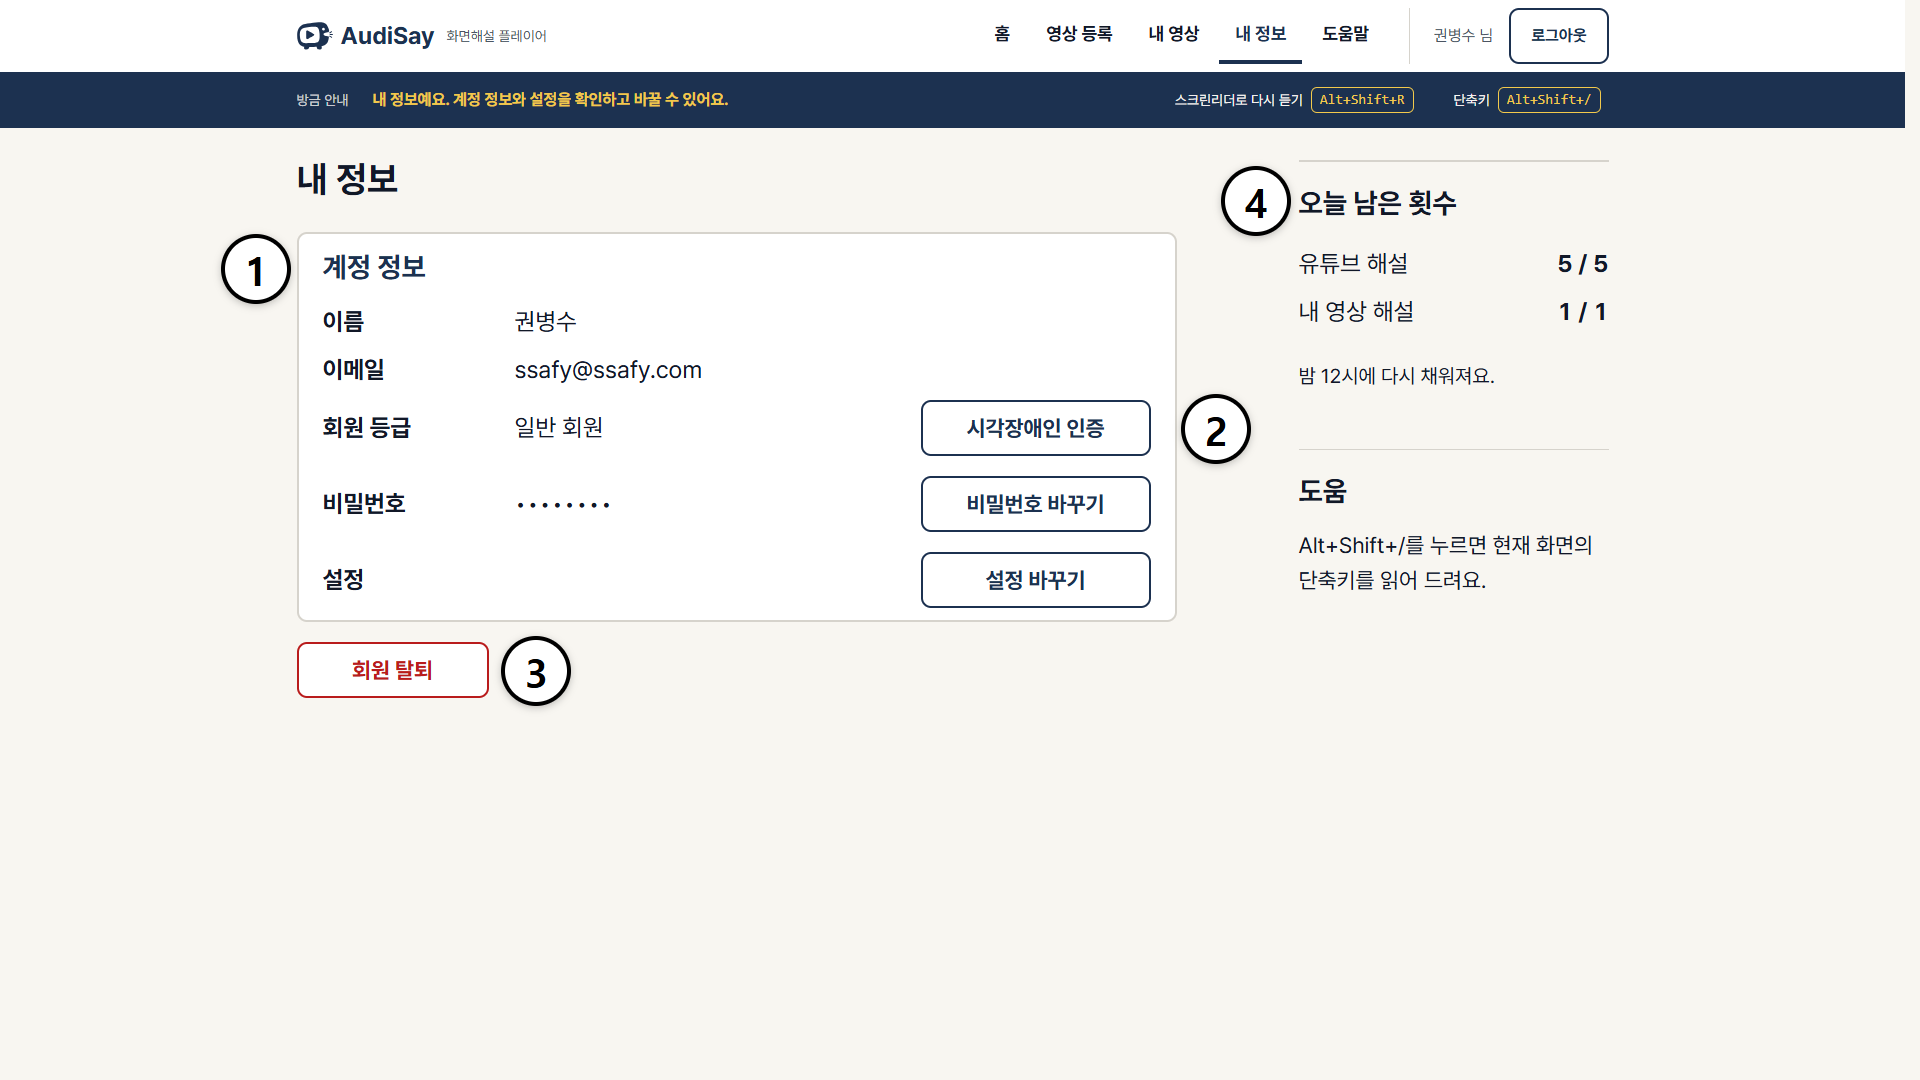 AudiSay 화면해설 플레이어
홈 영상 등록 내 영상 내 정보 도움말 권병수 님 로그아웃
방금 안내 내 정보예요. 계정 정보와 설정을 확인하고 바꿀 수 있어요. 스크린리더로 다시 듣기 Alt+Shift+R 단축키 Alt+Shift+/
내 정보
1
계정 정보
이름 권병수
이메일 ssafy@ssafy.com
회원 등급 일반 회원 시각장애인 인증
2
비밀번호 •••••••• 비밀번호 바꾸기
설정 설정 바꾸기
회원 탈퇴
3
4
오늘 남은 횟수
유튜브 해설 5 / 5
내 영상 해설 1 / 1
밤 12시에 다시 채워져요.
도움
Alt+Shift+/를 누르면 현재 화면의
단축키를 읽어 드려요.